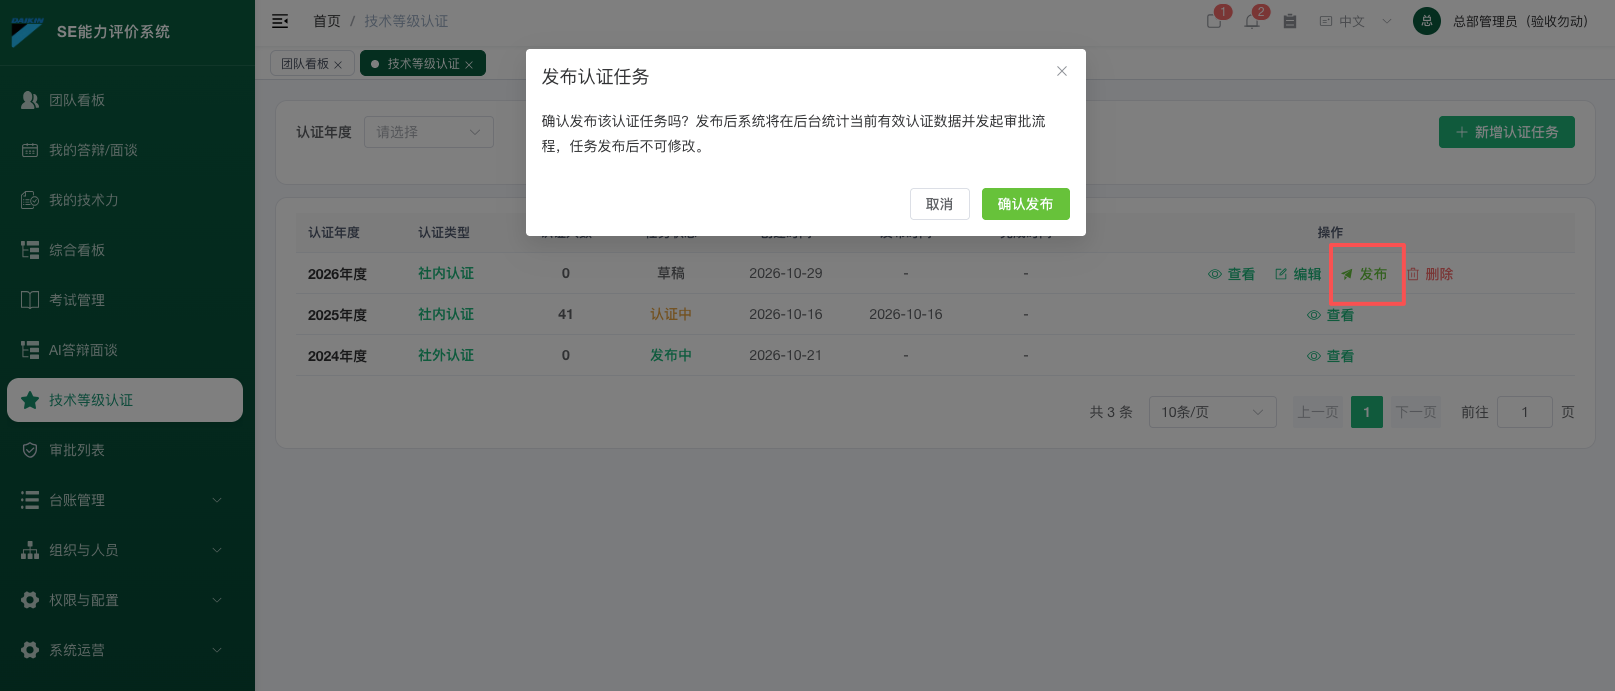 DAIKIN
SE能力评价系统
首页 / 技术等级认证
1
2
中文
总
总部管理员（验收勿动）
团队看板
技术等级认证
团队看板
我的答辩/面谈
我的技术力
综合看板
考试管理
AI答辩面谈
技术等级认证
审批列表
台账管理
组织与人员
权限与配置
系统运营
认证年度 请选择
新增认证任务
发布认证任务
确认发布该认证任务吗？发布后系统将在后台统计当前有效认证数据并发起审批流
程，任务发布后不可修改。
取消 确认发布
认证年度 认证类型 操作
2026年度 社内认证 0 草稿 2026-10-29 - - 查看 编辑 发布 删除
2025年度 社内认证 41 认证中 2026-10-16 2026-10-16 - 查看
2024年度 社外认证 0 发布中 2026-10-21 - - 查看
共 3 条 10条/页 上一页 1 下一页 前往 1 页